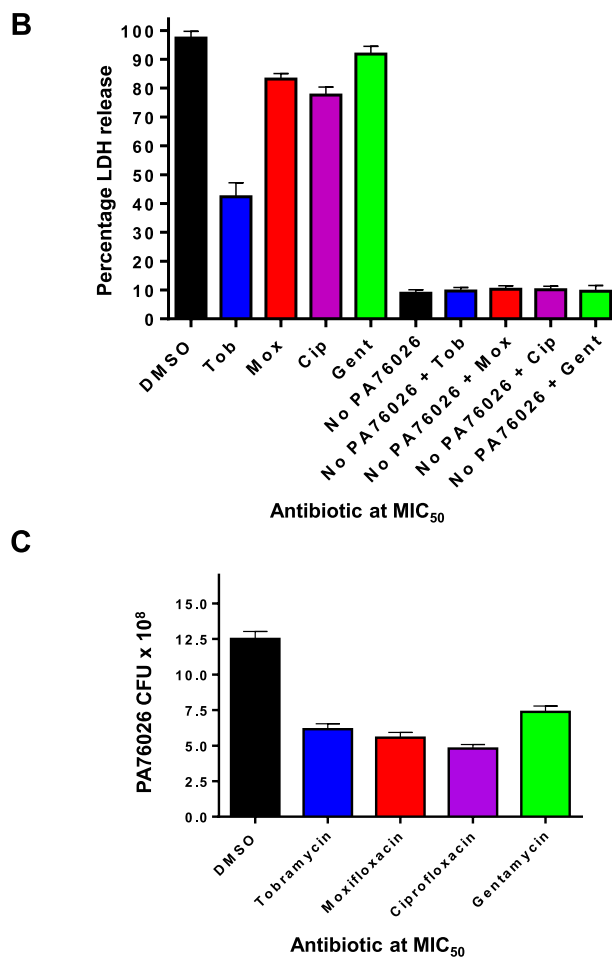 B
Percentage LDH release
100
90
80
70
60
50
40
30
20
10
0
DMSO
Tob
Mox
Cip
Gent
No PA76026
No PA76026 + Tob
No PA76026 + Mox
No PA76026 + Cip
No PA76026 + Gent
Antibiotic at MIC50
C
PA76026 CFU x 10⁸
15.0
12.5
10.0
7.5
5.0
2.5
0.0
DMSO
Tobramycin
Moxifloxacin
Ciprofloxacin
Gentamycin
Antibiotic at MIC50